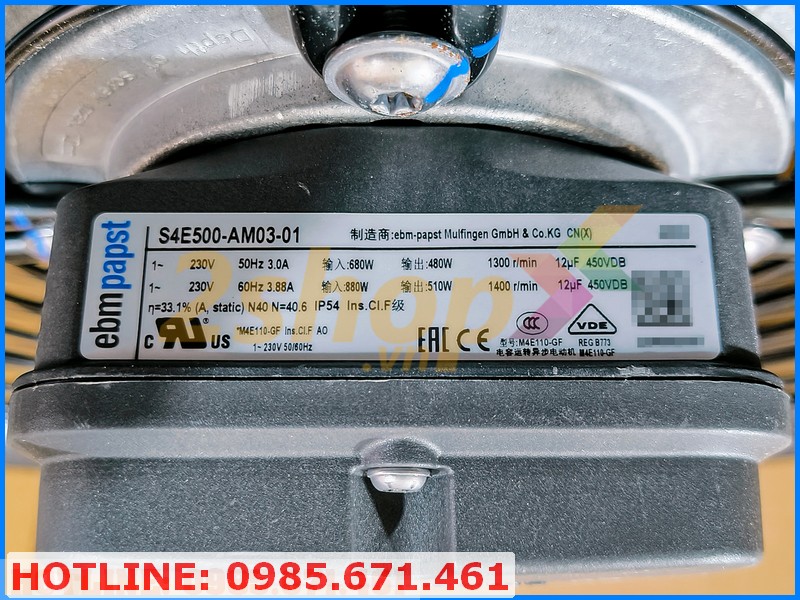 ebmpapst
S4E500-AM03-01 制造商:ebm-papst Mulfingen GmbH & Co.KG CN(X)
1~ 230V 50Hz 3.0A 输入:680W 输出:480W 1300 r/min 12µF 450VDB
1~ 230V 60Hz 3.88A 输入:880W 输出:510W 1400 r/min 12µF 450VDB
η=33.1% (A, static) N40 N=40.6 IP54 Ins.Cl.F级
C RU US *M4E110-GF Ins.Cl.F AO
1~ 230V 50/60Hz
EAC CE CCC VDE
型号:M4E110-GF REG B773
电容运转异步电动机 M4E110-GF
2shop
.vn
HOTLINE: 0985.671.461